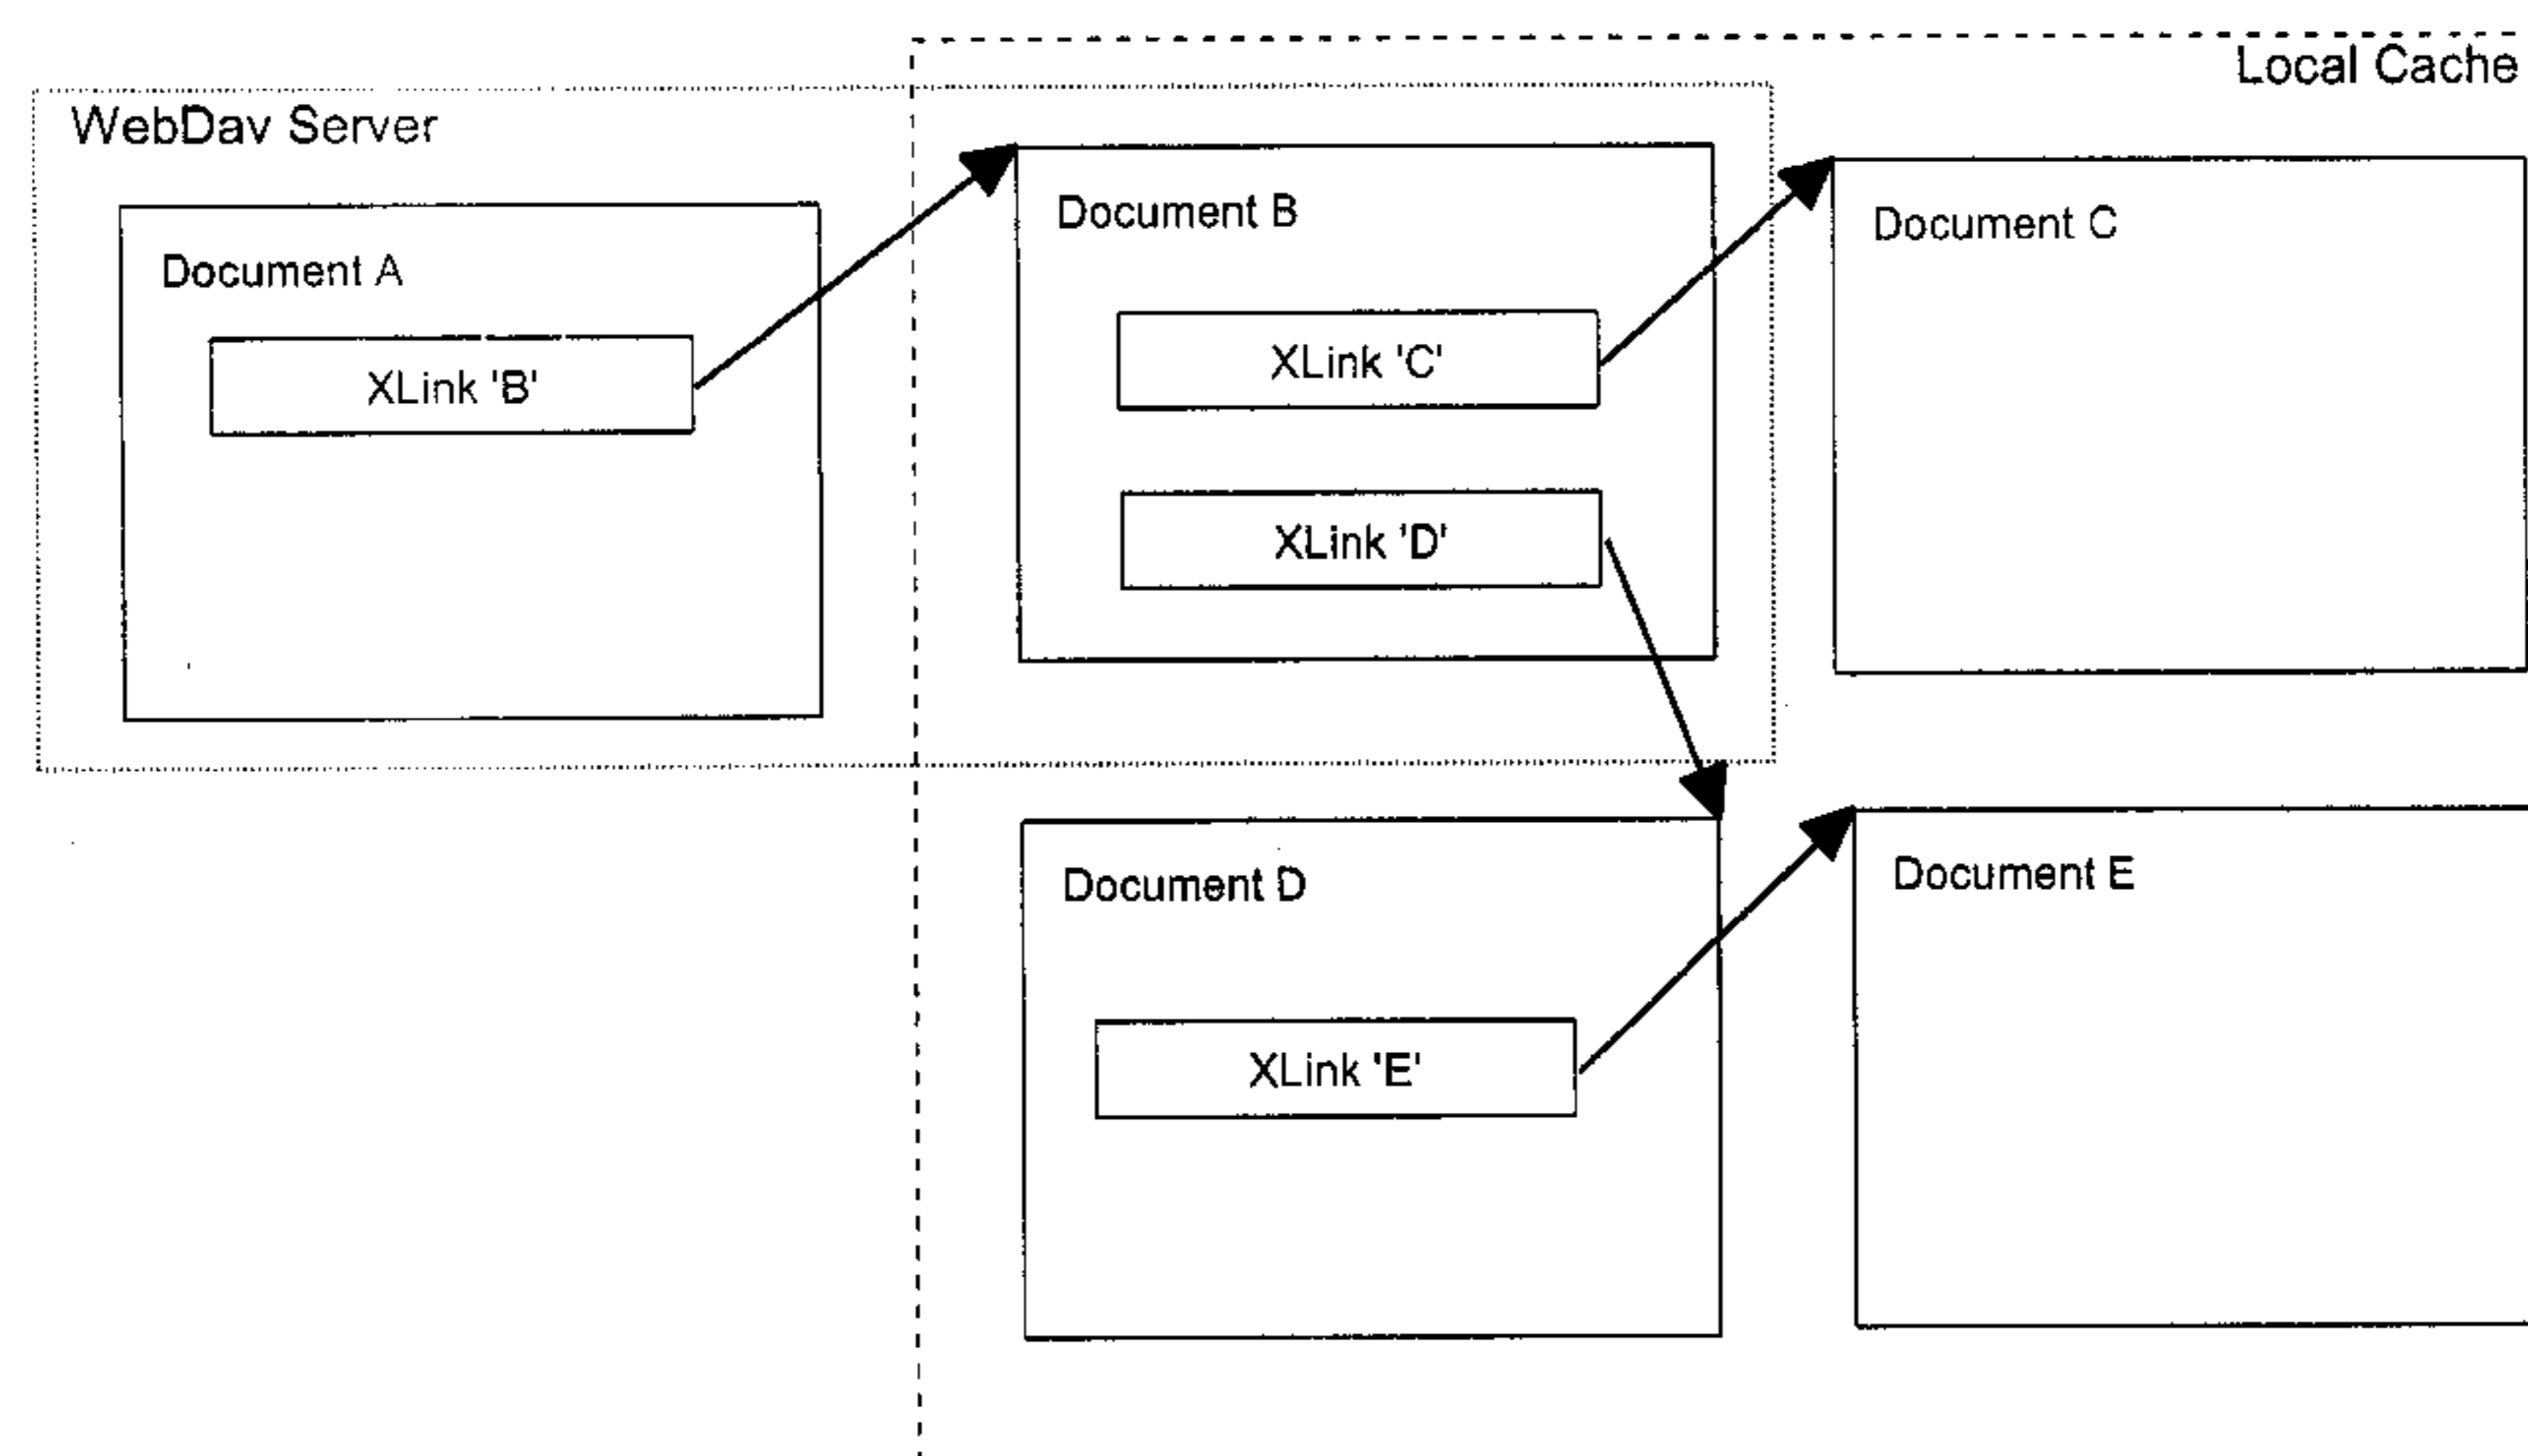 Local Cache
WebDav Server
Document A
XLink 'B'
Document B
XLink 'C'
XLink 'D'
Document C
Document D
XLink 'E'
Document E